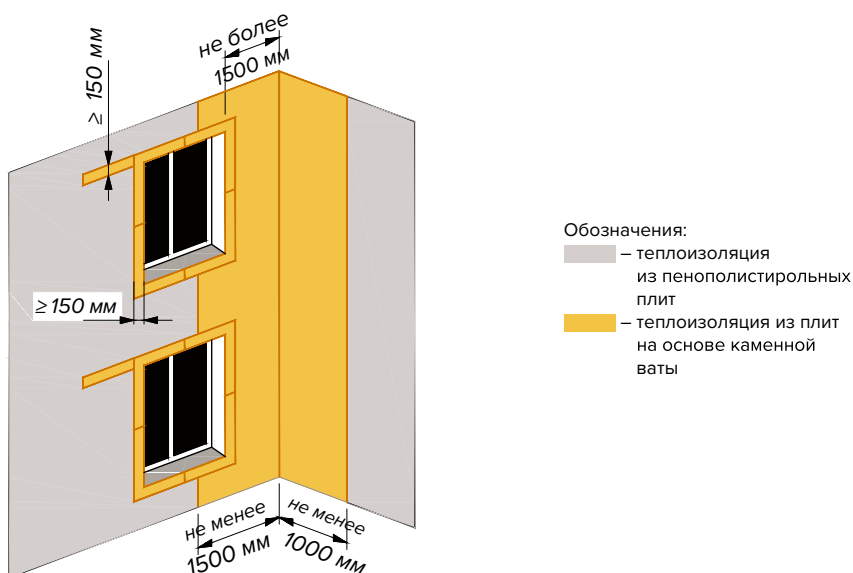 не более
1500 мм
≥ 150 мм
≥150 мм
не менее
1500 мм
не менее
1000 мм
Обозначения:
– теплоизоляция
из пенополистирольных
плит
– теплоизоляция из плит
на основе каменной
ваты